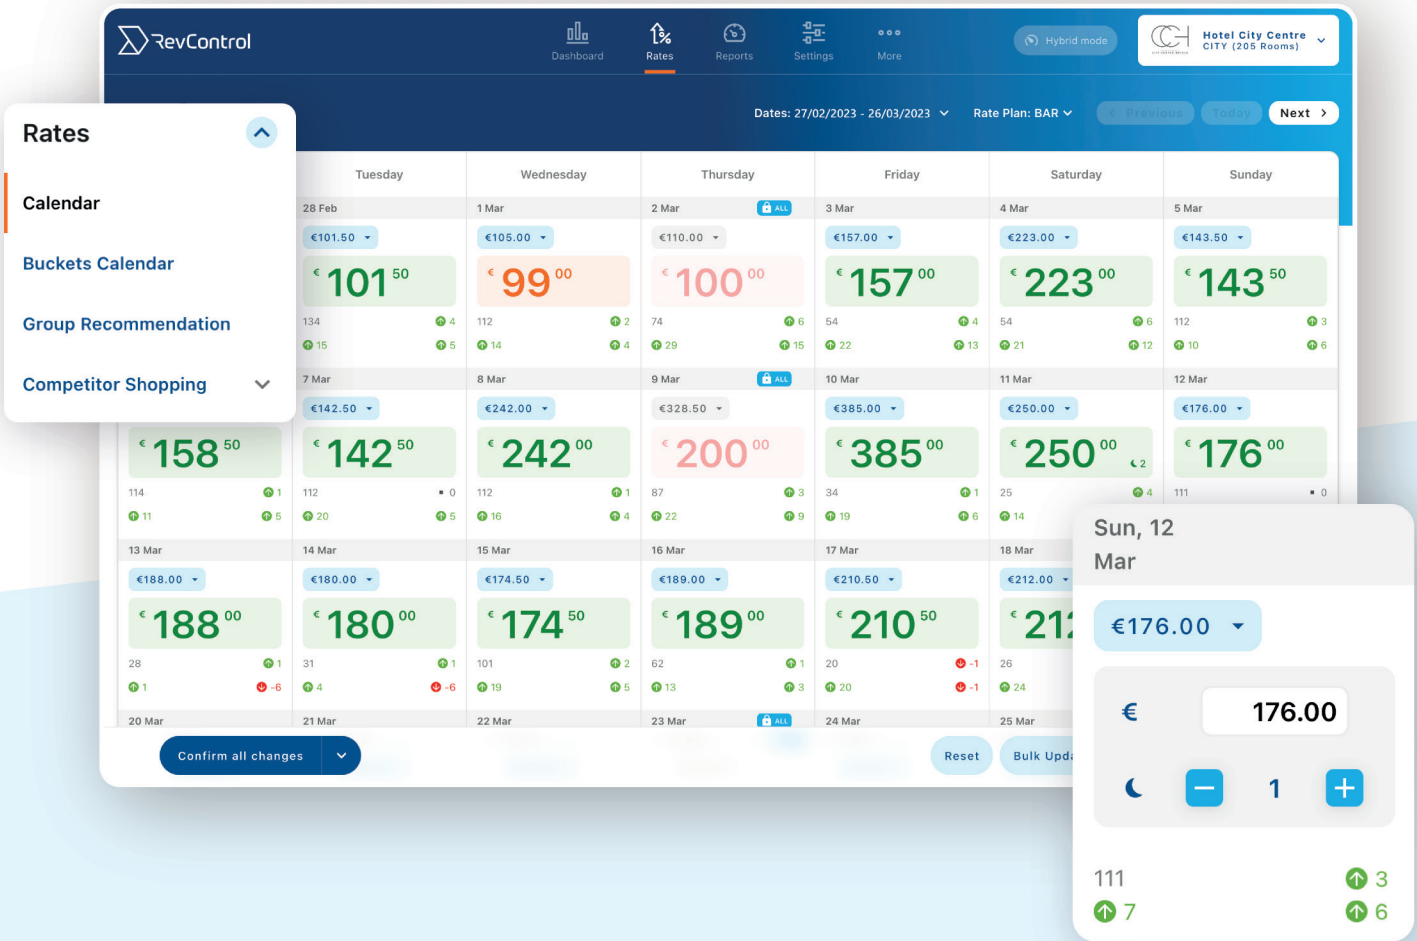 RevControl
Dashboard
Rates
Reports
Settings
More
Hybrid mode
CCH
Hotel City Centre
CITY (205 Rooms)
Dates: 27/02/2023 - 26/03/2023
Rate Plan: BAR
Previous
Today
Next
Rates
Calendar
Buckets Calendar
Group Recommendation
Competitor Shopping
Tuesday
Wednesday
Thursday
Friday
Saturday
Sunday
28 Feb
1 Mar
2 Mar
ALL
3 Mar
4 Mar
5 Mar
€101.50
€105.00
€110.00
€157.00
€223.00
€143.50
€ 101 50
€ 99 00
€ 100 00
€ 157 00
€ 223 00
€ 143 50
134 4
112 2
74 6
54 4
54 6
112 3
15 5
14 4
29 15
22 13
21 12
10 6
7 Mar
8 Mar
9 Mar
ALL
10 Mar
11 Mar
12 Mar
€142.50
€242.00
€328.50
€385.00
€250.00
€176.00
€ 158 50
€ 142 50
€ 242 00
€ 200 00
€ 385 00
€ 250 00 2
€ 176 00
114 1
112 0
112 1
87 3
34 1
25 4
111 0
11 5
20 5
16 4
22 9
19 6
14
13 Mar
14 Mar
15 Mar
16 Mar
17 Mar
18 Mar
€188.00
€180.00
€174.50
€189.00
€210.50
€212.00
€ 188 00
€ 180 00
€ 174 50
€ 189 00
€ 210 50
€ 212
28 1
31 1
101 2
62 1
20 -1
26
1 -6
4 -6
19 5
13 3
20 -1
24
20 Mar
21 Mar
22 Mar
23 Mar
ALL
24 Mar
25 Mar
Confirm all changes
Reset
Bulk Upda
Sun, 12
Mar
€176.00
€ 176.00
1
111 3
7 6